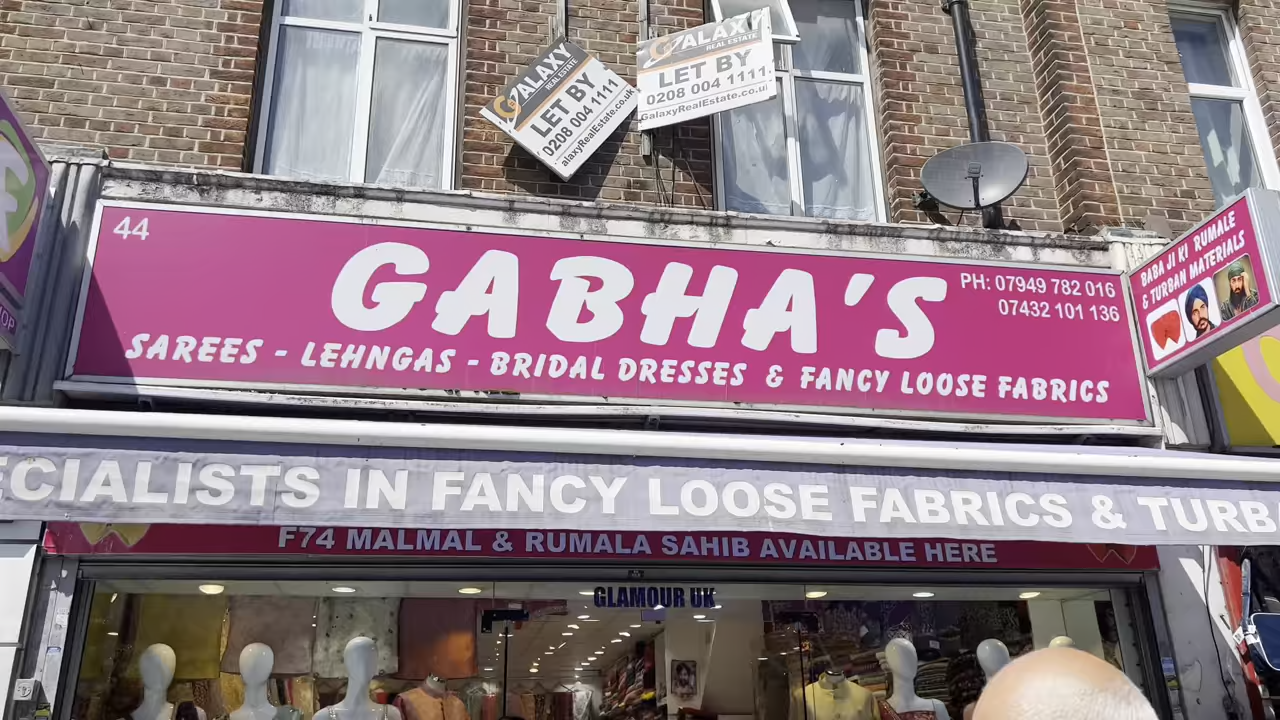 GALAXY
REAL ESTATE
LET BY
0208 004 1111
alaxyRealEstate.co.uk
GALAXY
REAL ESTATE
LET BY
0208 004 1111
GalaxyRealEstate.co.u
44
GABHA'S
PH: 07949 782 016
07432 101 136
SAREES - LEHNGAS - BRIDAL DRESSES & FANCY LOOSE FABRICS
BABA JI KI RUMALE
& TURBAN MATERIALS
ECIALISTS IN FANCY LOOSE FABRICS & TURB
F74 MALMAL & RUMALA SAHIB AVAILABLE HERE
GLAMOUR UK